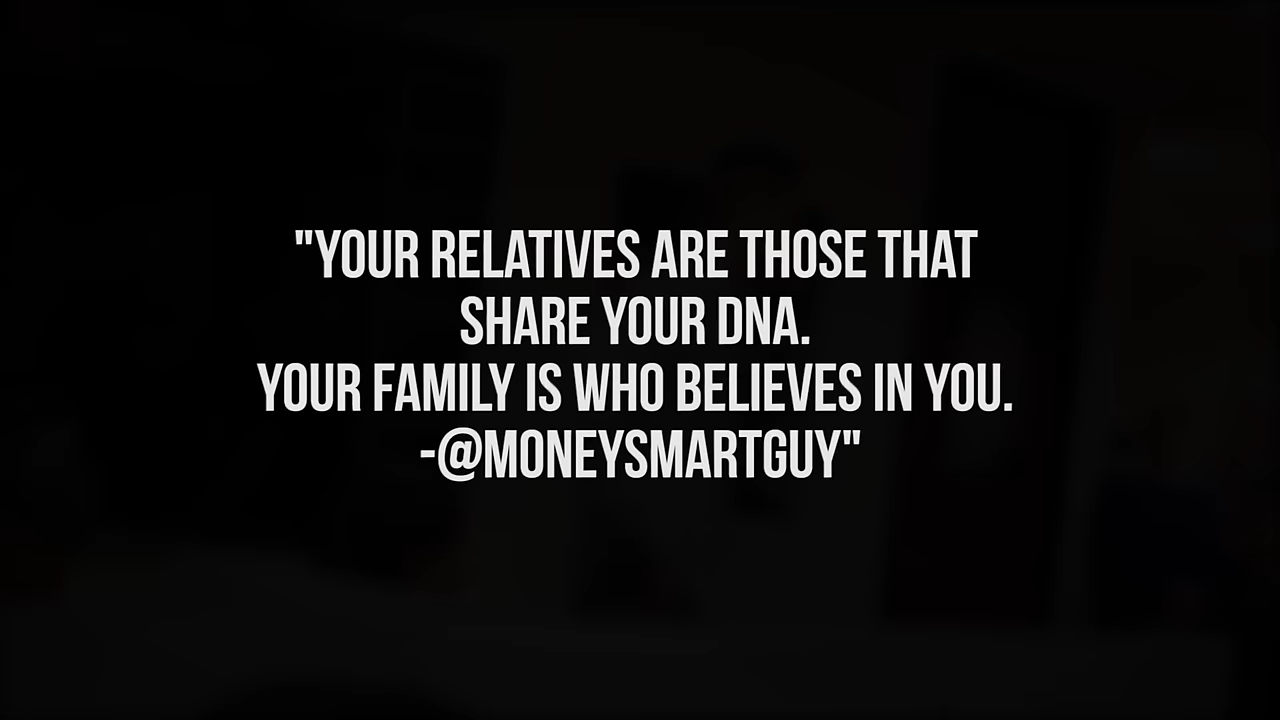 "YOUR RELATIVES ARE THOSE THAT
SHARE YOUR DNA.
YOUR FAMILY IS WHO BELIEVES IN YOU.
-@MONEYSMARTGUY"